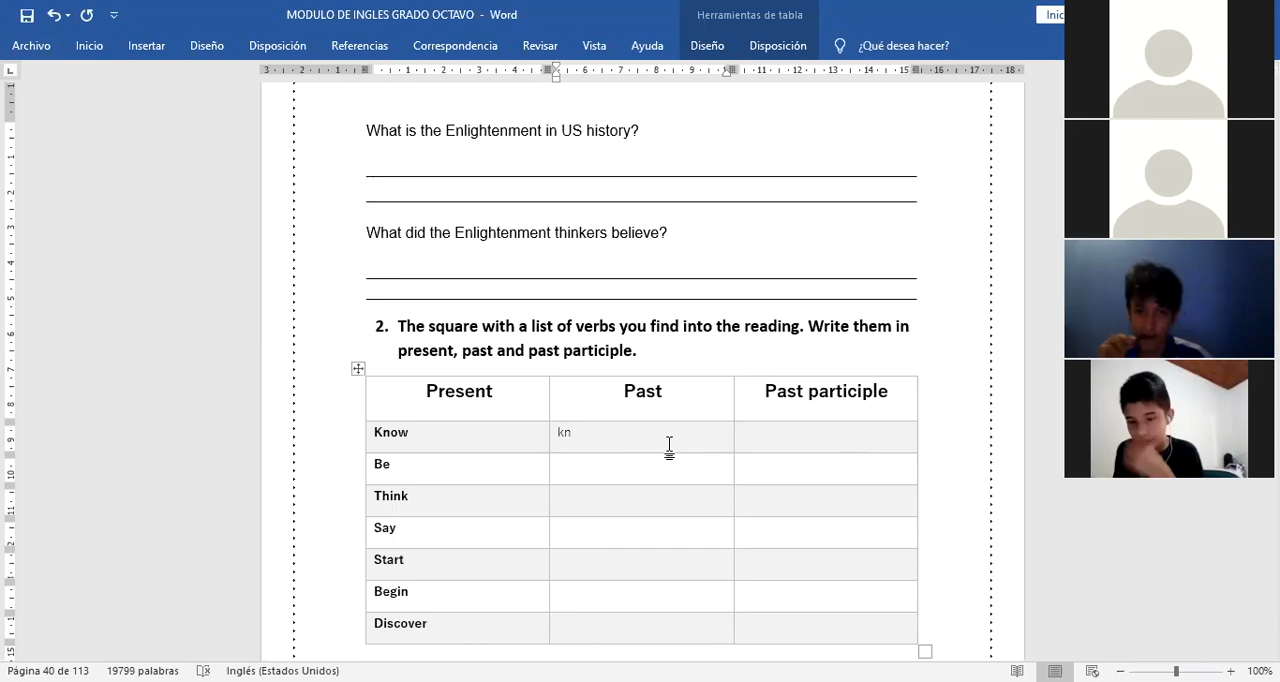 MODULO DE INGLES GRADO OCTAVO - Word
Herramientas de tabla
Inic
Archivo Inicio Insertar Diseño Disposición Referencias Correspondencia Revisar Vista Ayuda Diseño Disposición ¿Qué desea hacer?
What is the Enlightenment in US history?
What did the Enlightenment thinkers believe?
2. The square with a list of verbs you find into the reading. Write them in
present, past and past participle.
Present Past Past participle
Know kn
Be
Think
Say
Start
Begin
Discover
Página 40 de 113 19799 palabras Inglés (Estados Unidos) 100%